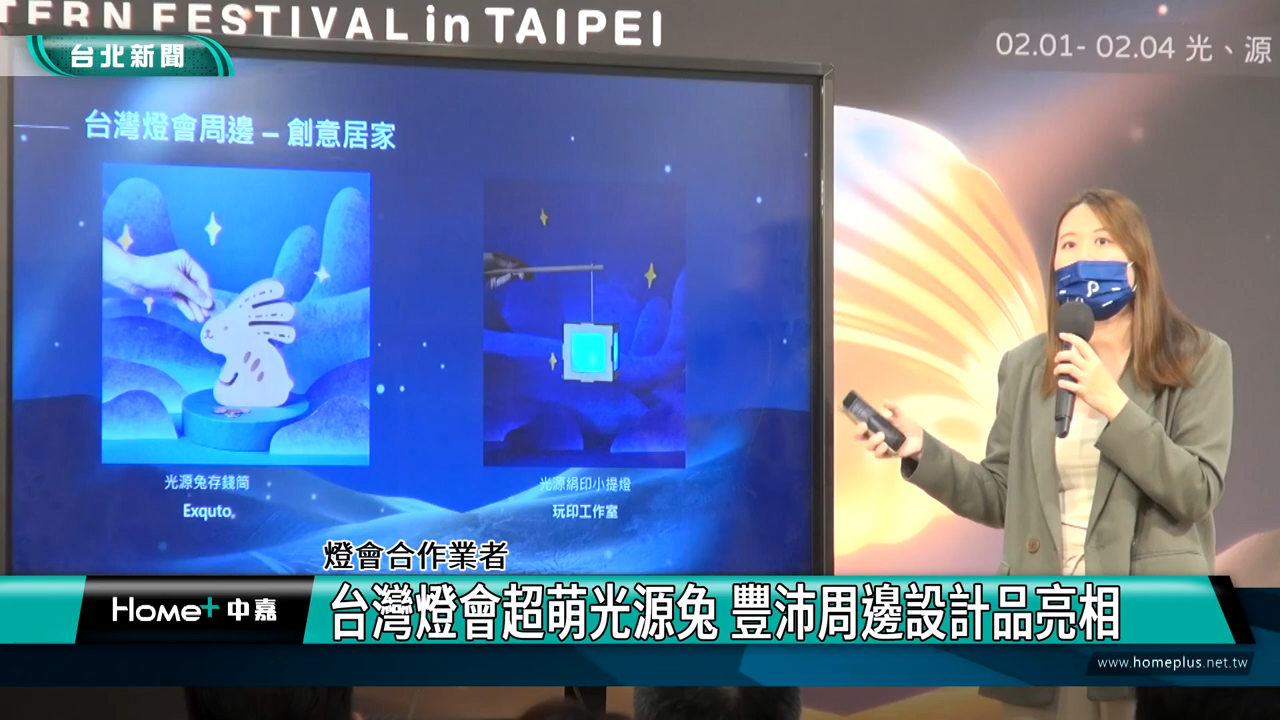 TERN FESTIVAL in TAIPEI
02.01- 02.04 光、源
台北新聞
台灣燈會周邊 – 創意居家
光源兔存錢筒
Exquto。
光源絹印小提燈
玩印工作室
燈會合作業者
Home+ 中嘉
台灣燈會超萌光源兔 豐沛周邊設計品亮相
www.homeplus.net.tw